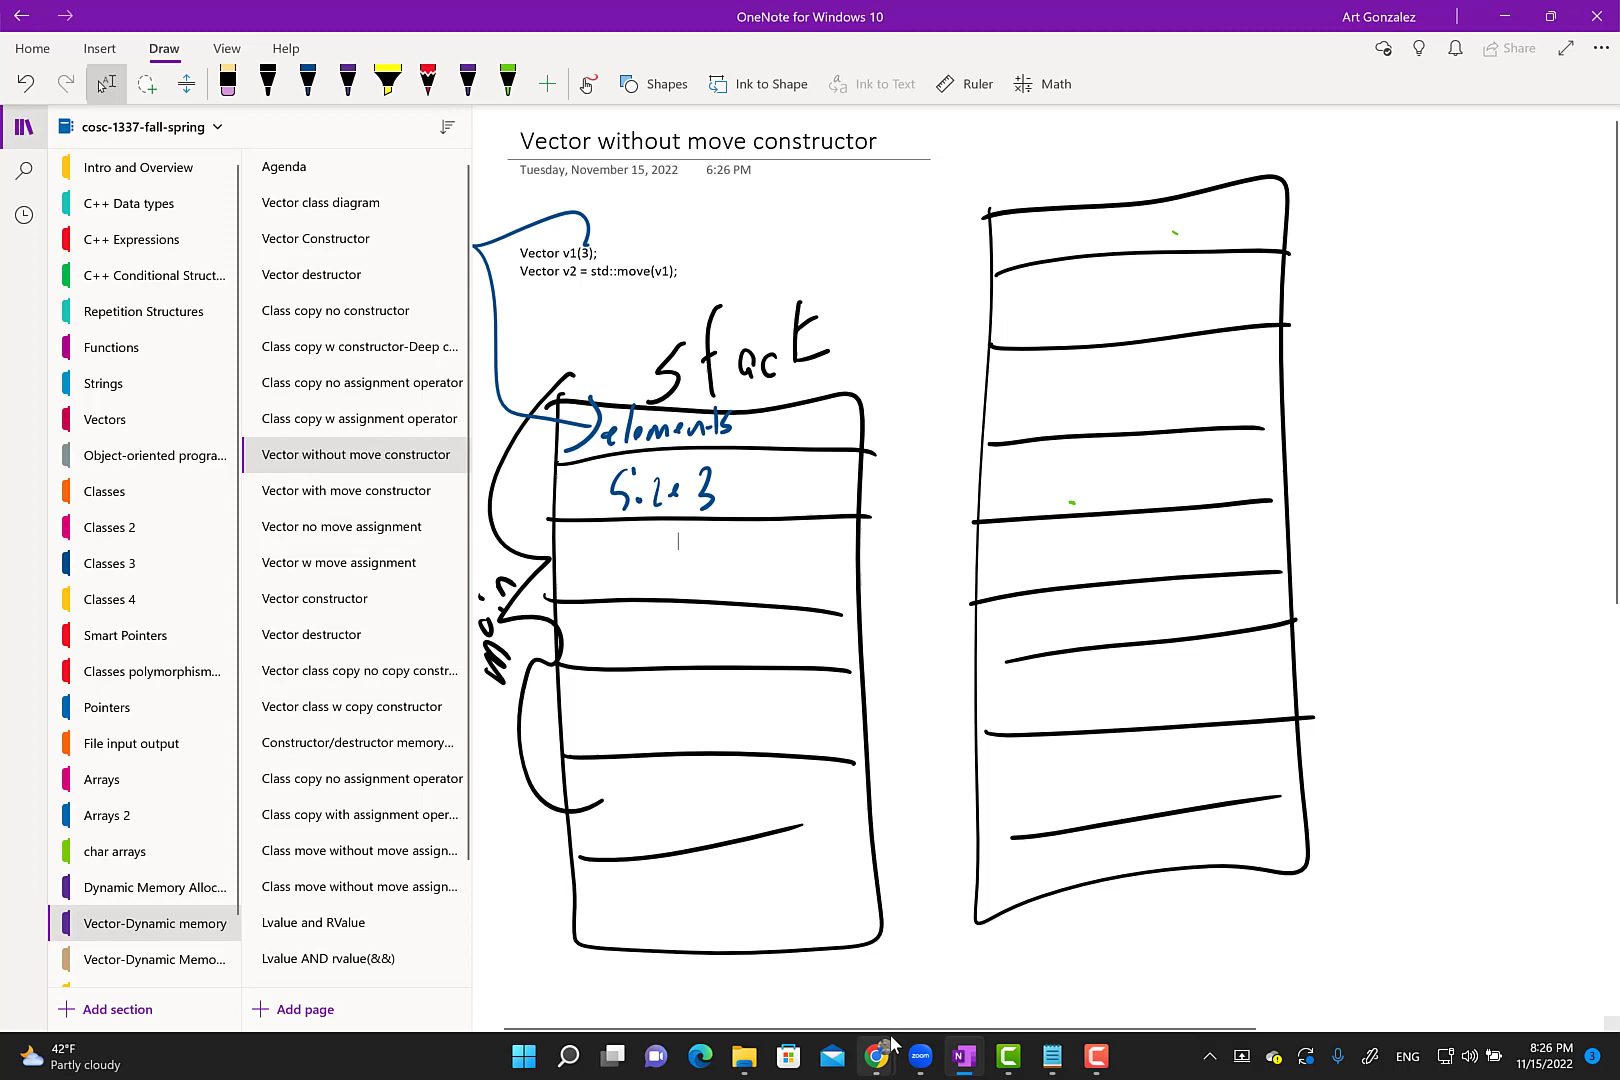 OneNote for Windows 10
Art Gonzalez
Home Insert Draw View Help
Share
Shapes Ink to Shape Ink to Text Ruler Math
cosc-1337-fall-spring
Intro and Overview
C++ Data types
C++ Expressions
C++ Conditional Struct...
Repetition Structures
Functions
Strings
Vectors
Object-oriented progra...
Classes
Classes 2
Classes 3
Classes 4
Smart Pointers
Classes polymorphism...
Pointers
File input output
Arrays
Arrays 2
char arrays
Dynamic Memory Alloc...
Vector-Dynamic memory
Vector-Dynamic Memo...
Add section
Agenda
Vector class diagram
Vector Constructor
Vector destructor
Class copy no constructor
Class copy w constructor-Deep c...
Class copy no assignment operator
Class copy w assignment operator
Vector without move constructor
Vector with move constructor
Vector no move assignment
Vector w move assignment
Vector constructor
Vector destructor
Vector class copy no copy constr...
Vector class w copy constructor
Constructor/destructor memory...
Class copy no assignment operator
Class copy with assignment oper...
Class move without move assign...
Class move without move assign...
Lvalue and RValue
Lvalue AND rvalue(&&)
Add page
Vector without move constructor
Tuesday, November 15, 2022 6:26 PM
Vector v1(3);
Vector v2 = std::move(v1);
elements
Size 3
main
42°F
Partly cloudy
zoom
ENG
8:26 PM
11/15/2022
3